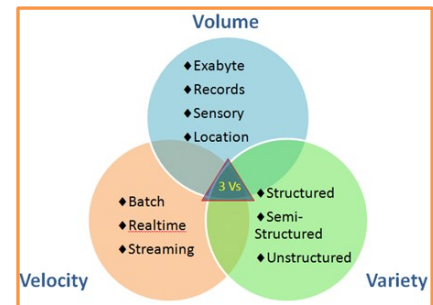 Volume
♦Exabyte
♦Records
♦Sensory
♦Location
3 Vs
♦Batch
♦Realtime
♦Streaming
♦Structured
♦Semi-
Structured
♦Unstructured
Velocity
Variety